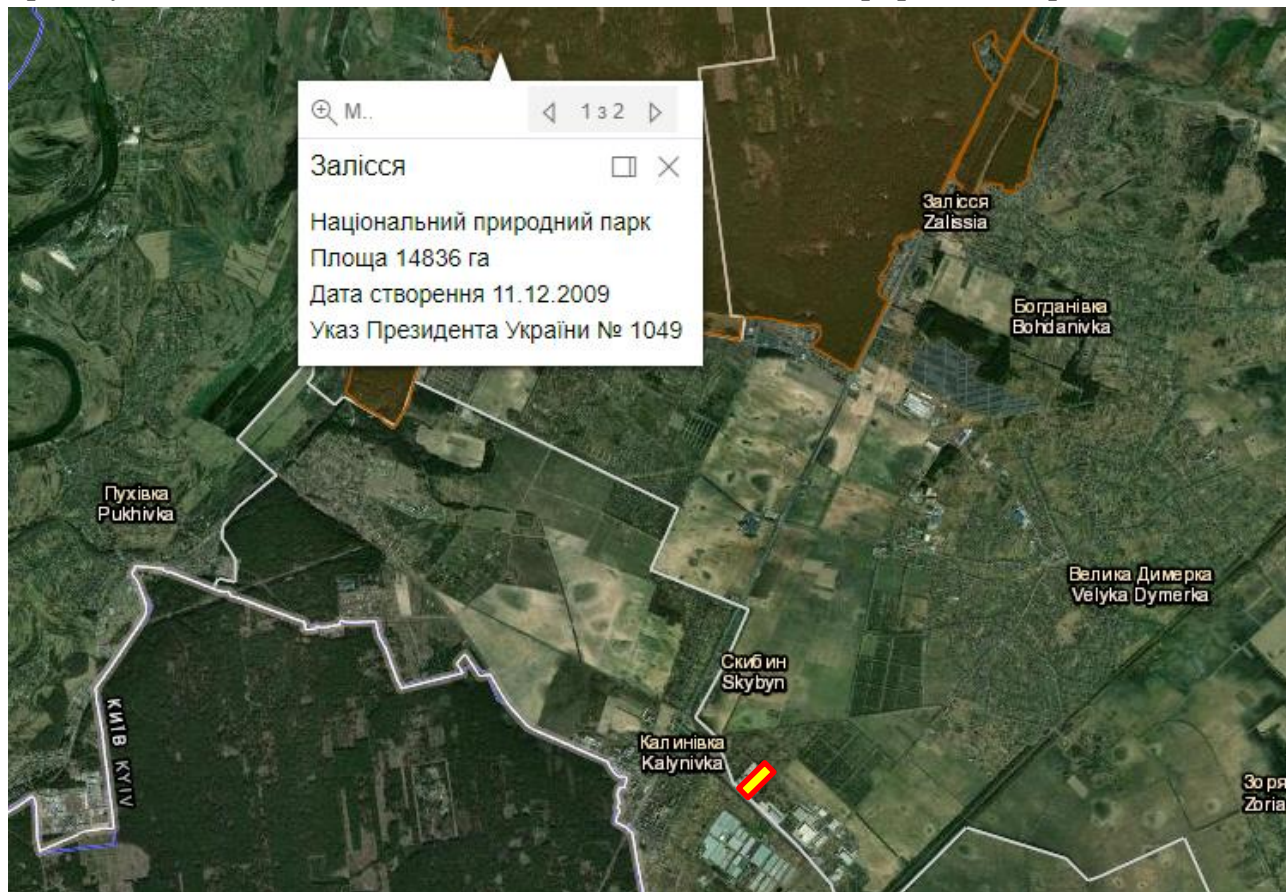 М..
1 з 2
Залісся
Національний природний парк
Площа 14836 га
Дата створення 11.12.2009
Указ Президента України № 1049
Залісся
Zalissia
Богданівка
Bohdanivka
Пухівка
Pukhivka
Велика Димерка
Velyka Dymerka
Скибин
Skybyn
Калинівка
Kalynivka
КИЇВ KYIV
Зоря
Zoria